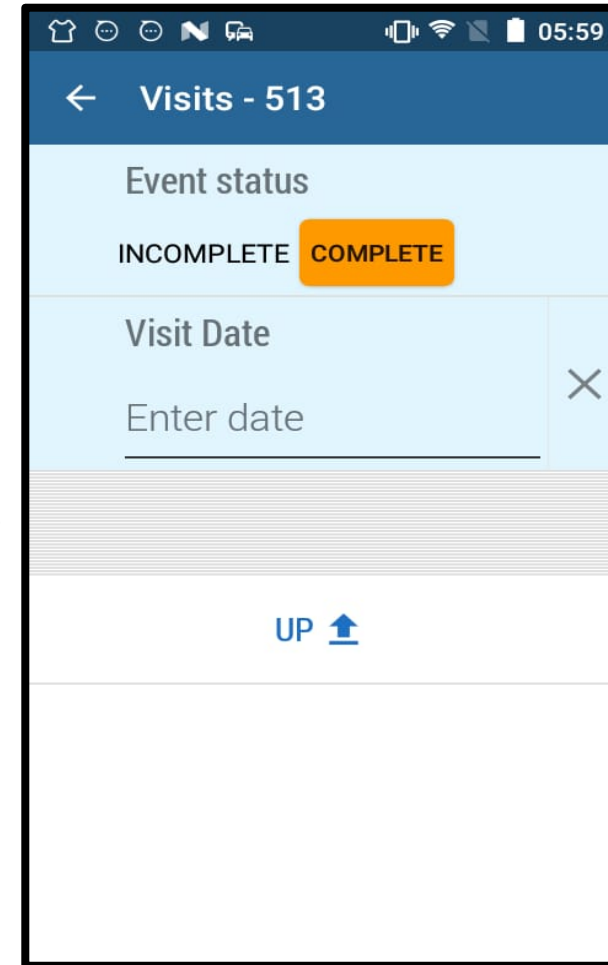 05:59
Visits - 513
Event status
INCOMPLETE COMPLETE
Visit Date
Enter date
UP